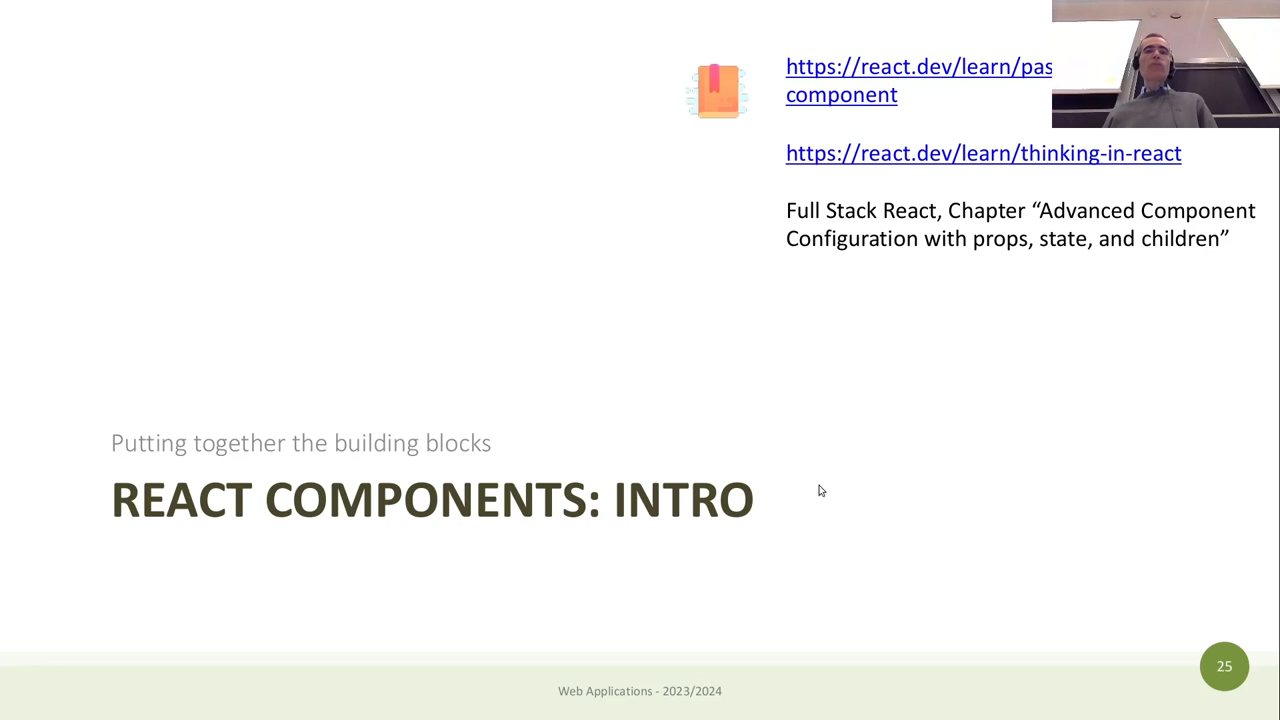 https://react.dev/learn/pas
component
https://react.dev/learn/thinking-in-react
Full Stack React, Chapter “Advanced Component
Configuration with props, state, and children”
Putting together the building blocks
REACT COMPONENTS: INTRO
25
Web Applications - 2023/2024